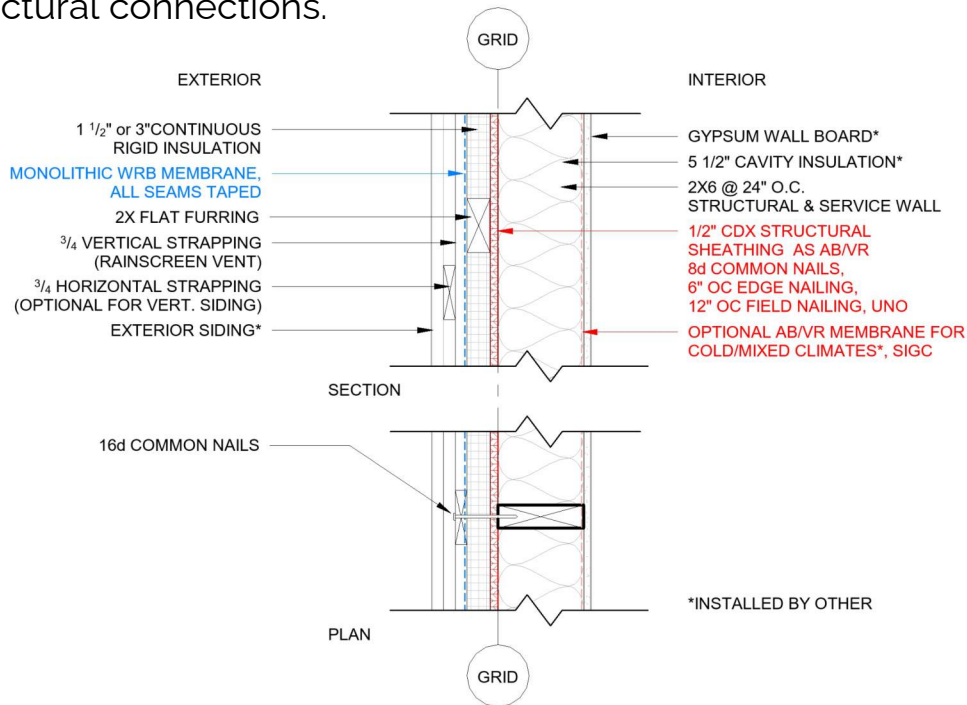 ctural connections.
GRID
EXTERIOR
INTERIOR
1 1/2" or 3"CONTINUOUS
RIGID INSULATION
MONOLITHIC WRB MEMBRANE,
ALL SEAMS TAPED
2X FLAT FURRING
3/4 VERTICAL STRAPPING
(RAINSCREEN VENT)
3/4 HORIZONTAL STRAPPING
(OPTIONAL FOR VERT. SIDING)
EXTERIOR SIDING*
GYPSUM WALL BOARD*
5 1/2" CAVITY INSULATION*
2X6 @ 24" O.C.
STRUCTURAL & SERVICE WALL
1/2" CDX STRUCTURAL
SHEATHING AS AB/VR
8d COMMON NAILS,
6" OC EDGE NAILING,
12" OC FIELD NAILING, UNO
OPTIONAL AB/VR MEMBRANE FOR
COLD/MIXED CLIMATES*, SIGC
SECTION
16d COMMON NAILS
*INSTALLED BY OTHER
PLAN
GRID